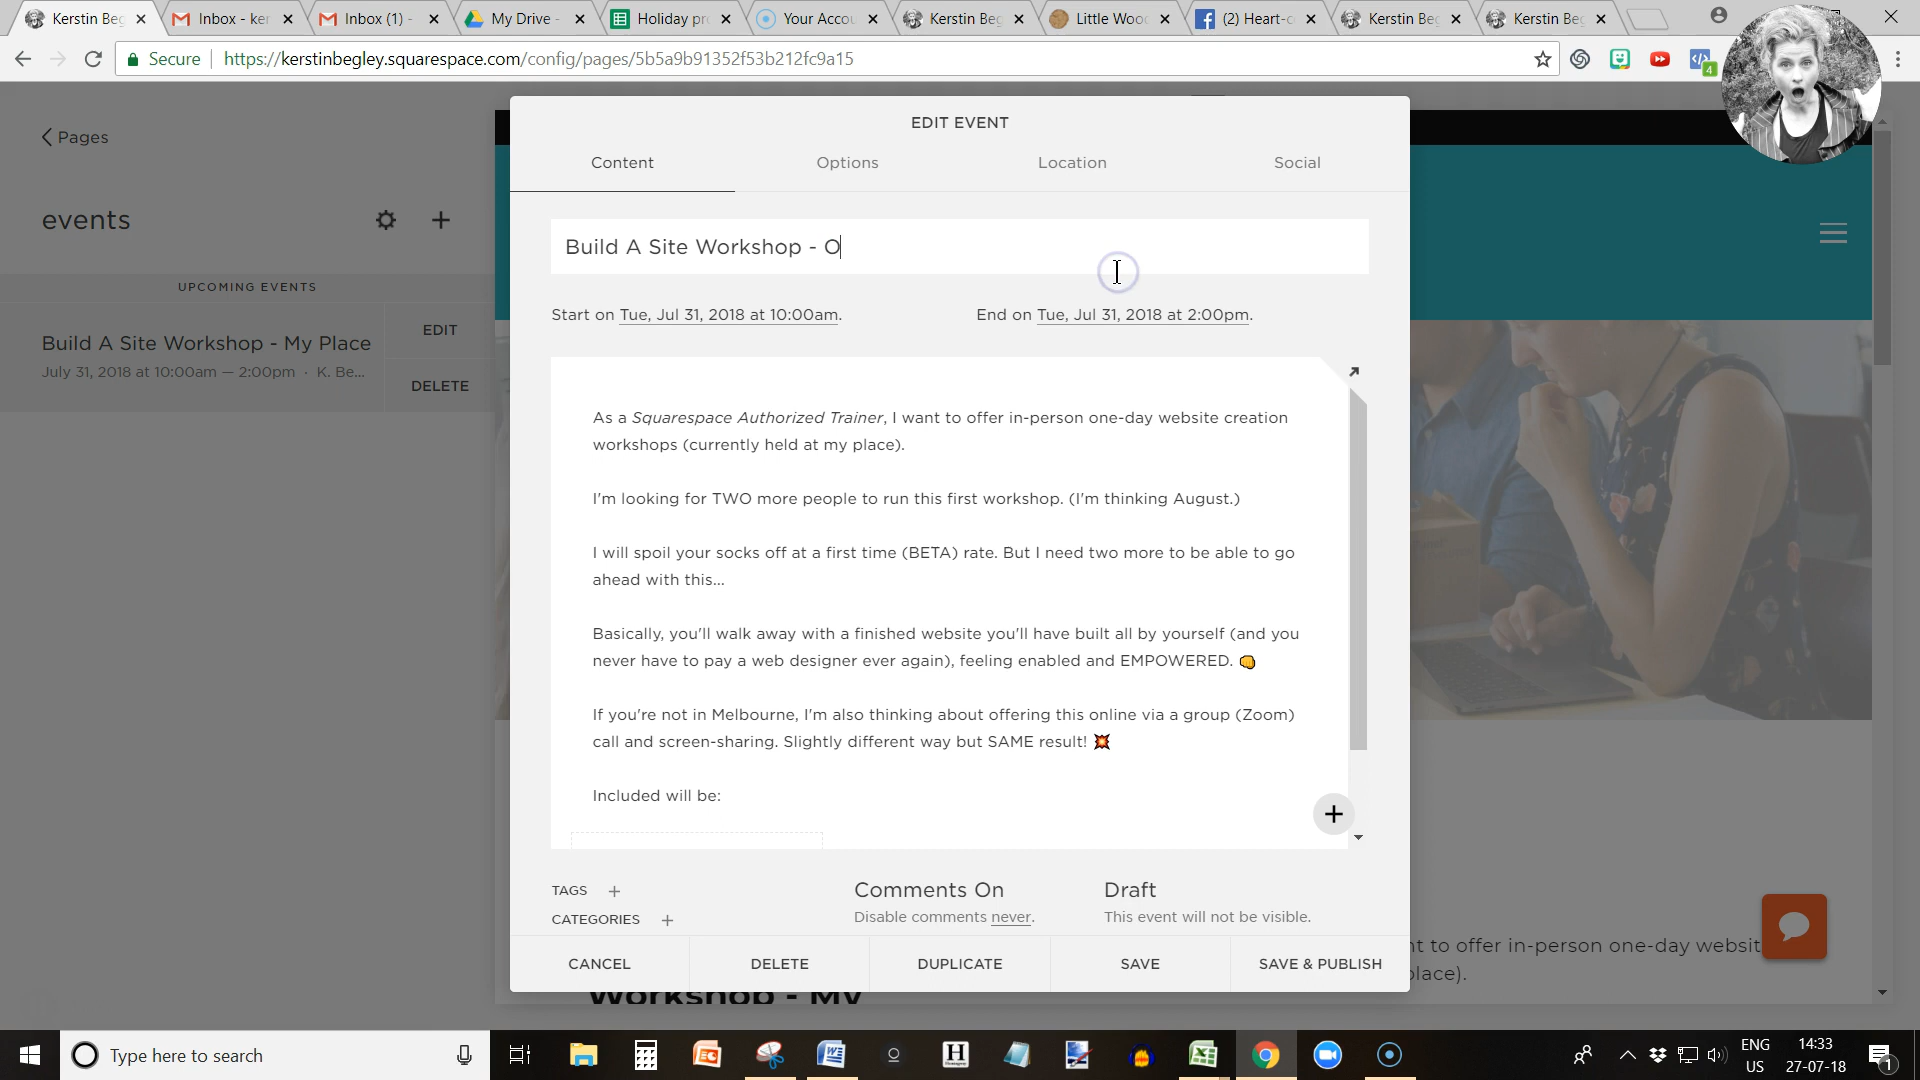 Kerstin Be
Inbox - ker
Inbox (1) -
My Drive -
Holiday pr
Your Accou
Kerstin Be
Little Wood
(2) Heart-c
Kerstin Be
Kerstin Be
Secure
https://kerstinbegley.squarespace.com/config/pages/5b5a9b91352f53b212fc9a15
4
Pages
events
UPCOMING EVENTS
Build A Site Workshop - My Place
July 31, 2018 at 10:00am — 2:00pm · K. Be...
EDIT
DELETE
EDIT EVENT
Content
Options
Location
Social
Build A Site Workshop - O
Start on Tue, Jul 31, 2018 at 10:00am.
End on Tue, Jul 31, 2018 at 2:00pm.
As a Squarespace Authorized Trainer, I want to offer in-person one-day website creation
workshops (currently held at my place).
I'm looking for TWO more people to run this first workshop. (I'm thinking August.)
I will spoil your socks off at a first time (BETA) rate. But I need two more to be able to go
ahead with this...
Basically, you'll walk away with a finished website you'll have built all by yourself (and you
never have to pay a web designer ever again), feeling enabled and EMPOWERED. 👊
If you're not in Melbourne, I'm also thinking about offering this online via a group (Zoom)
call and screen-sharing. Slightly different way but SAME result! 💥
Included will be:
TAGS +
CATEGORIES +
Comments On
Disable comments never.
Draft
This event will not be visible.
CANCEL
DELETE
DUPLICATE
SAVE
SAVE & PUBLISH
nt to offer in-person one-day websit
place).
Workshop - My
Type here to search
ENG
US
14:33
27-07-18
1